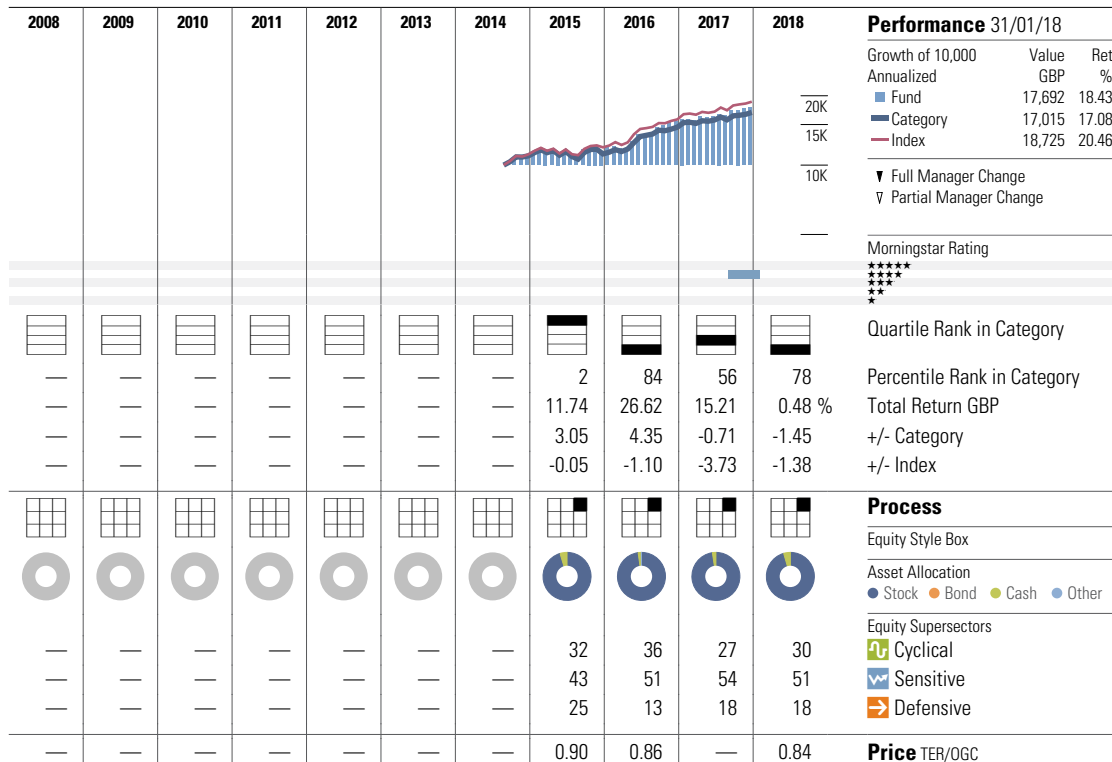 2008 2009 2010 2011 2012 2013 2014 2015 2016 2017 2018
Performance 31/01/18
Growth of 10,000 Value Ret
Annualized GBP %
Fund 17,692 18.43
Category 17,015 17.08
Index 18,725 20.46
20K
15K
10K
Full Manager Change
Partial Manager Change
Morningstar Rating
★★★★★
★★★★
★★★
★★
★
Quartile Rank in Category
— — — — — — — 2 84 56 78 Percentile Rank in Category
— — — — — — — 11.74 26.62 15.21 0.48 % Total Return GBP
— — — — — — — 3.05 4.35 -0.71 -1.45 +/- Category
— — — — — — — -0.05 -1.10 -3.73 -1.38 +/- Index
Process
Equity Style Box
Asset Allocation
Stock Bond Cash Other
Equity Supersectors
— — — — — — — 32 36 27 30 Cyclical
— — — — — — — 43 51 54 51 Sensitive
— — — — — — — 25 13 18 18 Defensive
— — — — — — — 0.90 0.86 — 0.84 Price TER/OGC